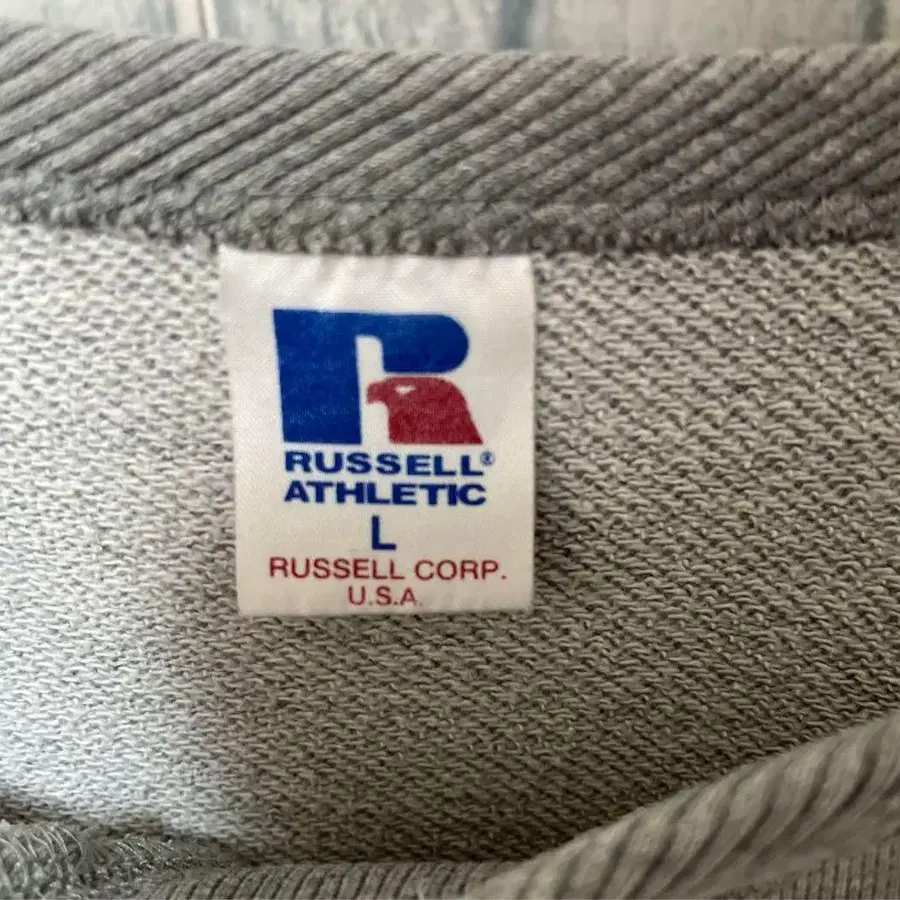 RUSSELL®
ATHLETIC
L
RUSSELL CORP.
U.S.A.